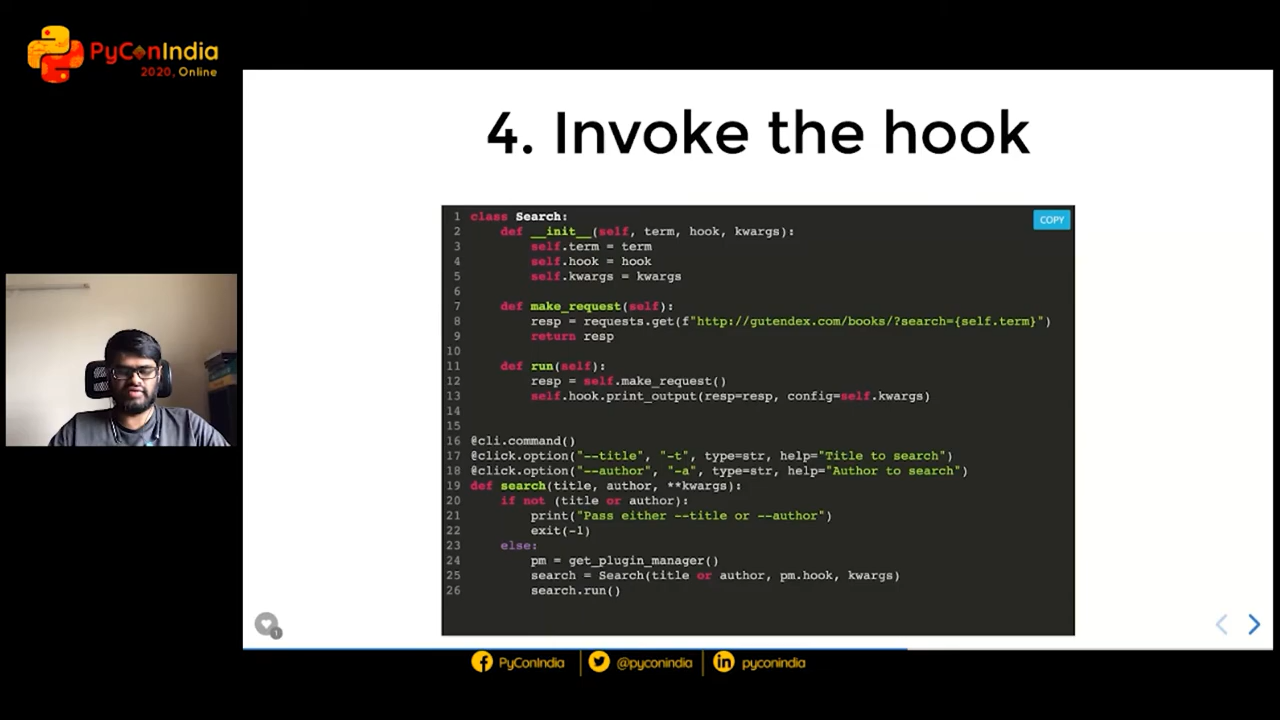 PyConIndia
2020, Online
4. Invoke the hook
COPY
1 class Search:
2 def __init__(self, term, hook, kwargs):
3 self.term = term
4 self.hook = hook
5 self.kwargs = kwargs
6
7 def make_request(self):
8 resp = requests.get(f"http://gutendex.com/books/?search={self.term}")
9 return resp
10
11 def run(self):
12 resp = self.make_request()
13 self.hook.print_output(resp=resp, config=self.kwargs)
14
15
16 @cli.command()
17 @click.option("--title", "-t", type=str, help="Title to search")
18 @click.option("--author", "-a", type=str, help="Author to search")
19 def search(title, author, **kwargs):
20 if not (title or author):
21 print("Pass either --title or --author")
22 exit(-1)
23 else:
24 pm = get_plugin_manager()
25 search = Search(title or author, pm.hook, kwargs)
26 search.run()
1
PyConIndia
@pyconindia
pyconindia